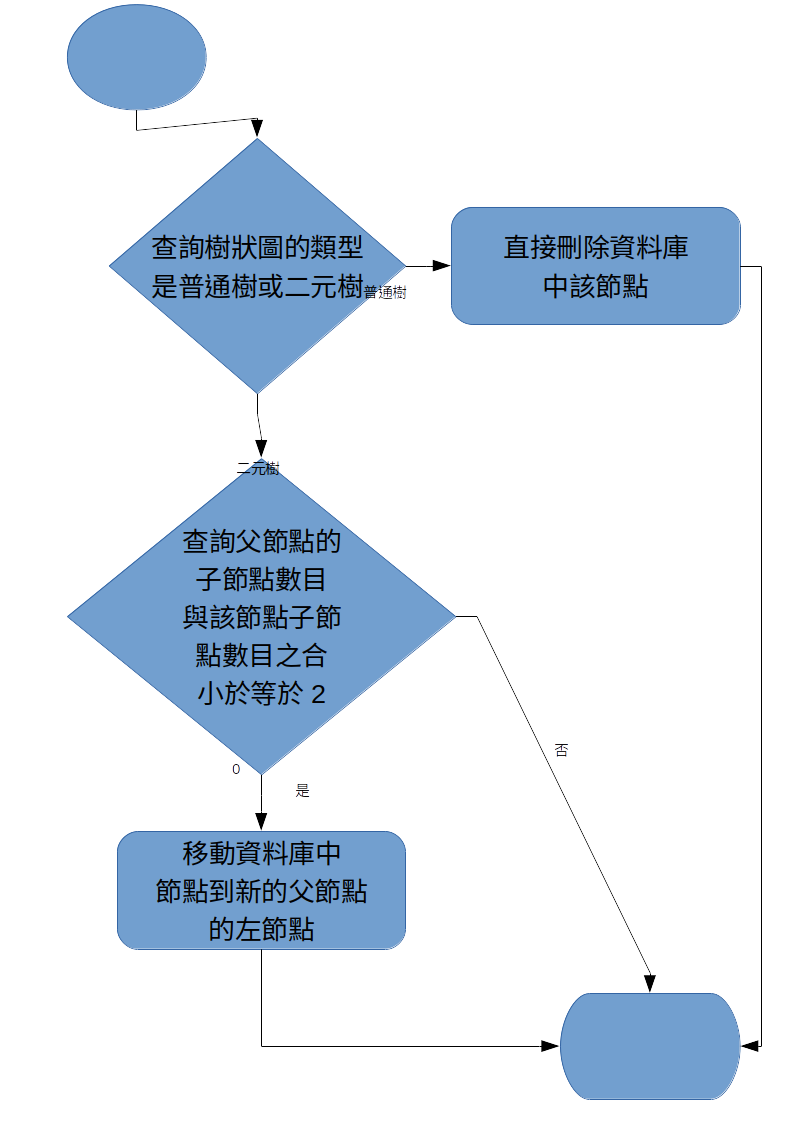 查詢樹狀圖的類型
是普通樹或二元樹
普通樹
直接刪除資料庫
中該節點
二元樹
查詢父節點的
子節點數目
與該節點子節
點數目之合
小於等於 2
否
0
是
移動資料庫中
節點到新的父節點
的左節點